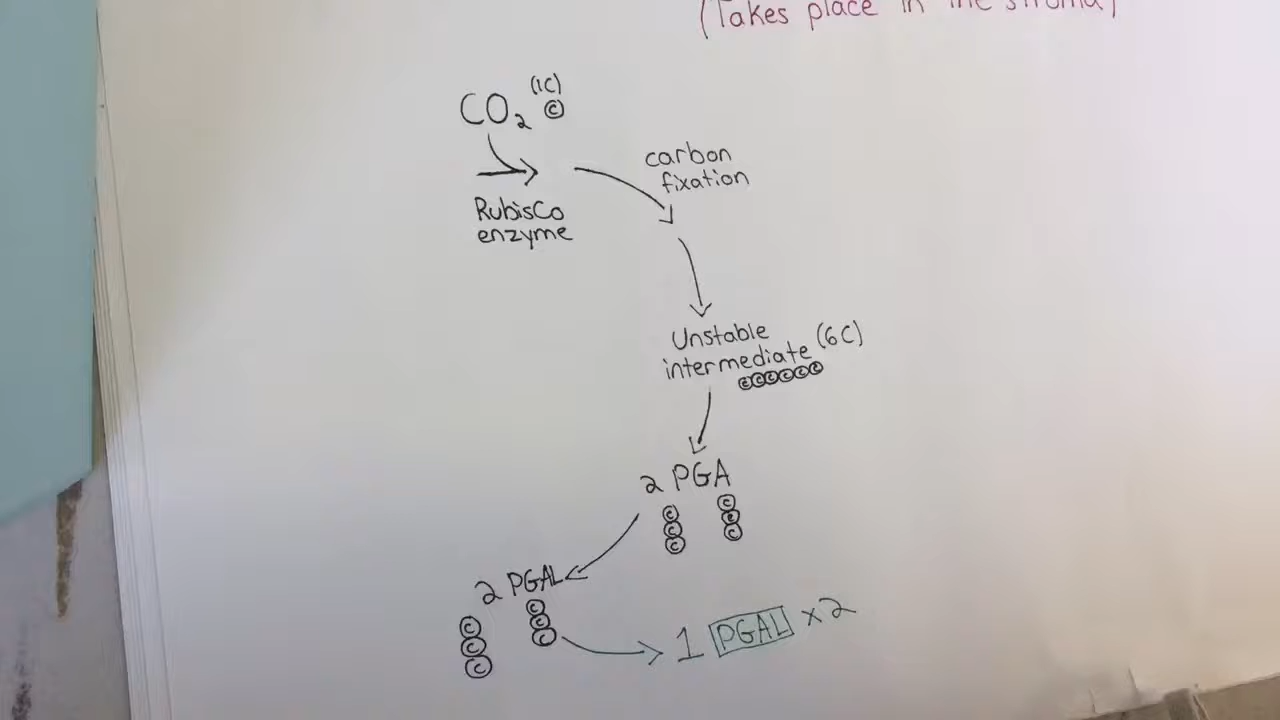 (Takes place in the stroma)
(1C)
CO2 C
carbon
fixation
RubisCo
enzyme
Unstable
intermediate (6C)
CCCCCC
2 PGA
C C
C C
C C
2 PGAL
C C
C C
C C
1 PGAL x2